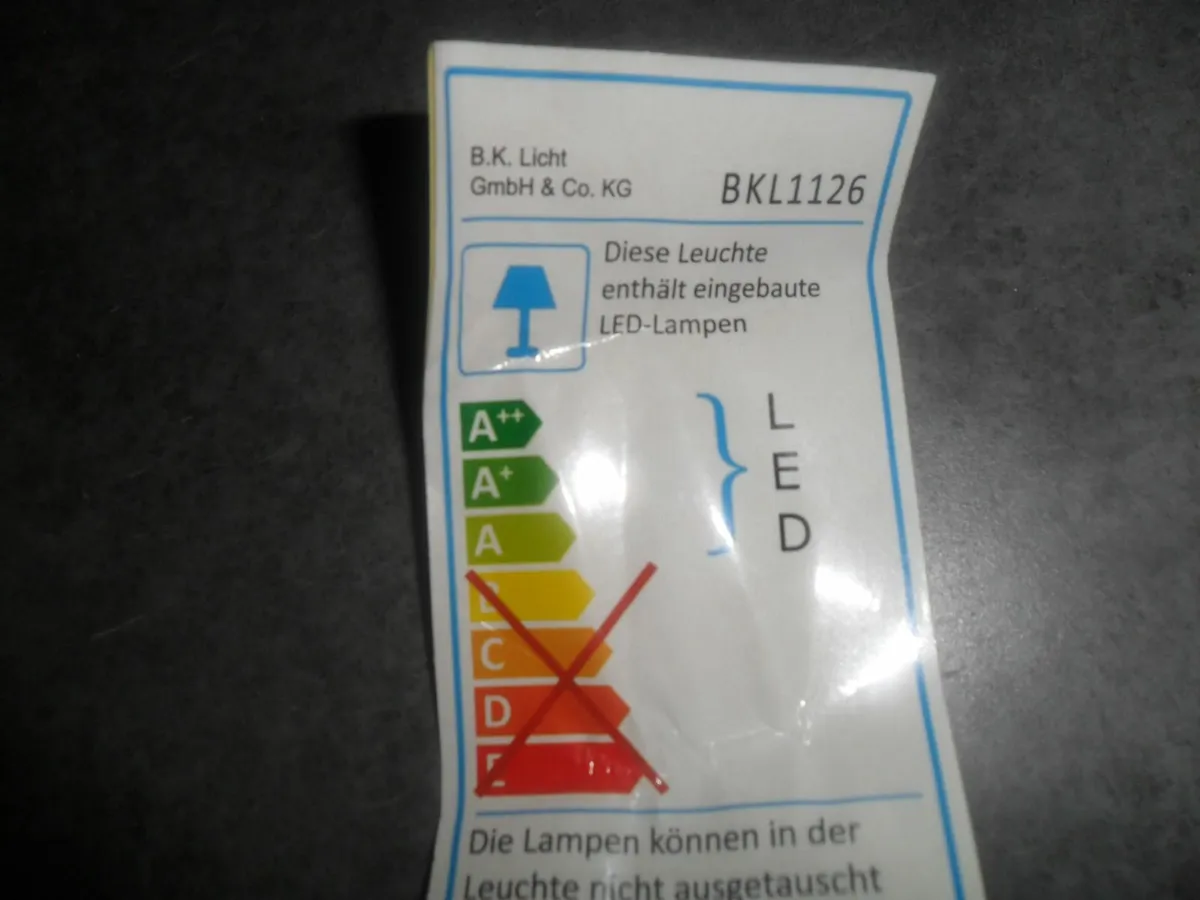 B.K. Licht
GmbH & Co. KG
BKL1126
Diese Leuchte
enthält eingebaute
LED-Lampen
A++
A+
A
B
C
D
E
L
E
D
Die Lampen können in der
Leuchte nicht ausgetauscht